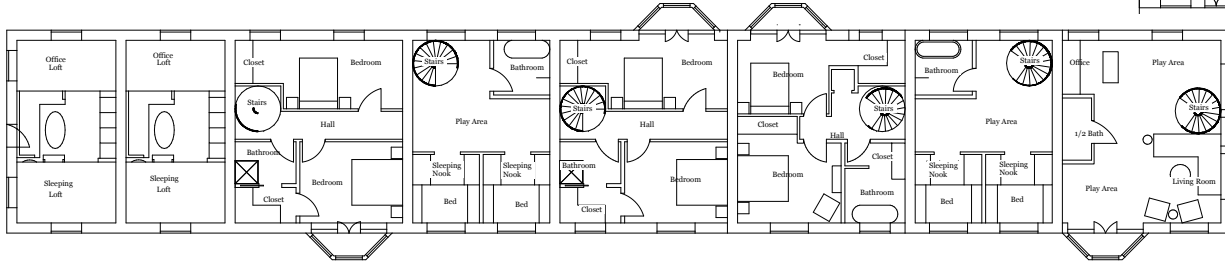 Office
Loft
Sleeping
Loft
Office
Loft
Sleeping
Loft
Closet
Bedroom
Stairs
Hall
Bathroom
Bedroom
Closet
Stairs
Bathroom
Play Area
Sleeping
Nook
Sleeping
Nook
Bed
Bed
Closet
Bedroom
Stairs
Hall
Bathroom
Bedroom
Closet
Bedroom
Closet
Stairs
Closet
Hall
Closet
Bedroom
Bathroom
Bathroom
Stairs
Play Area
Sleeping
Nook
Sleeping
Nook
Bed
Bed
Office
Play Area
Stairs
1/2 Bath
Play Area
Living Room